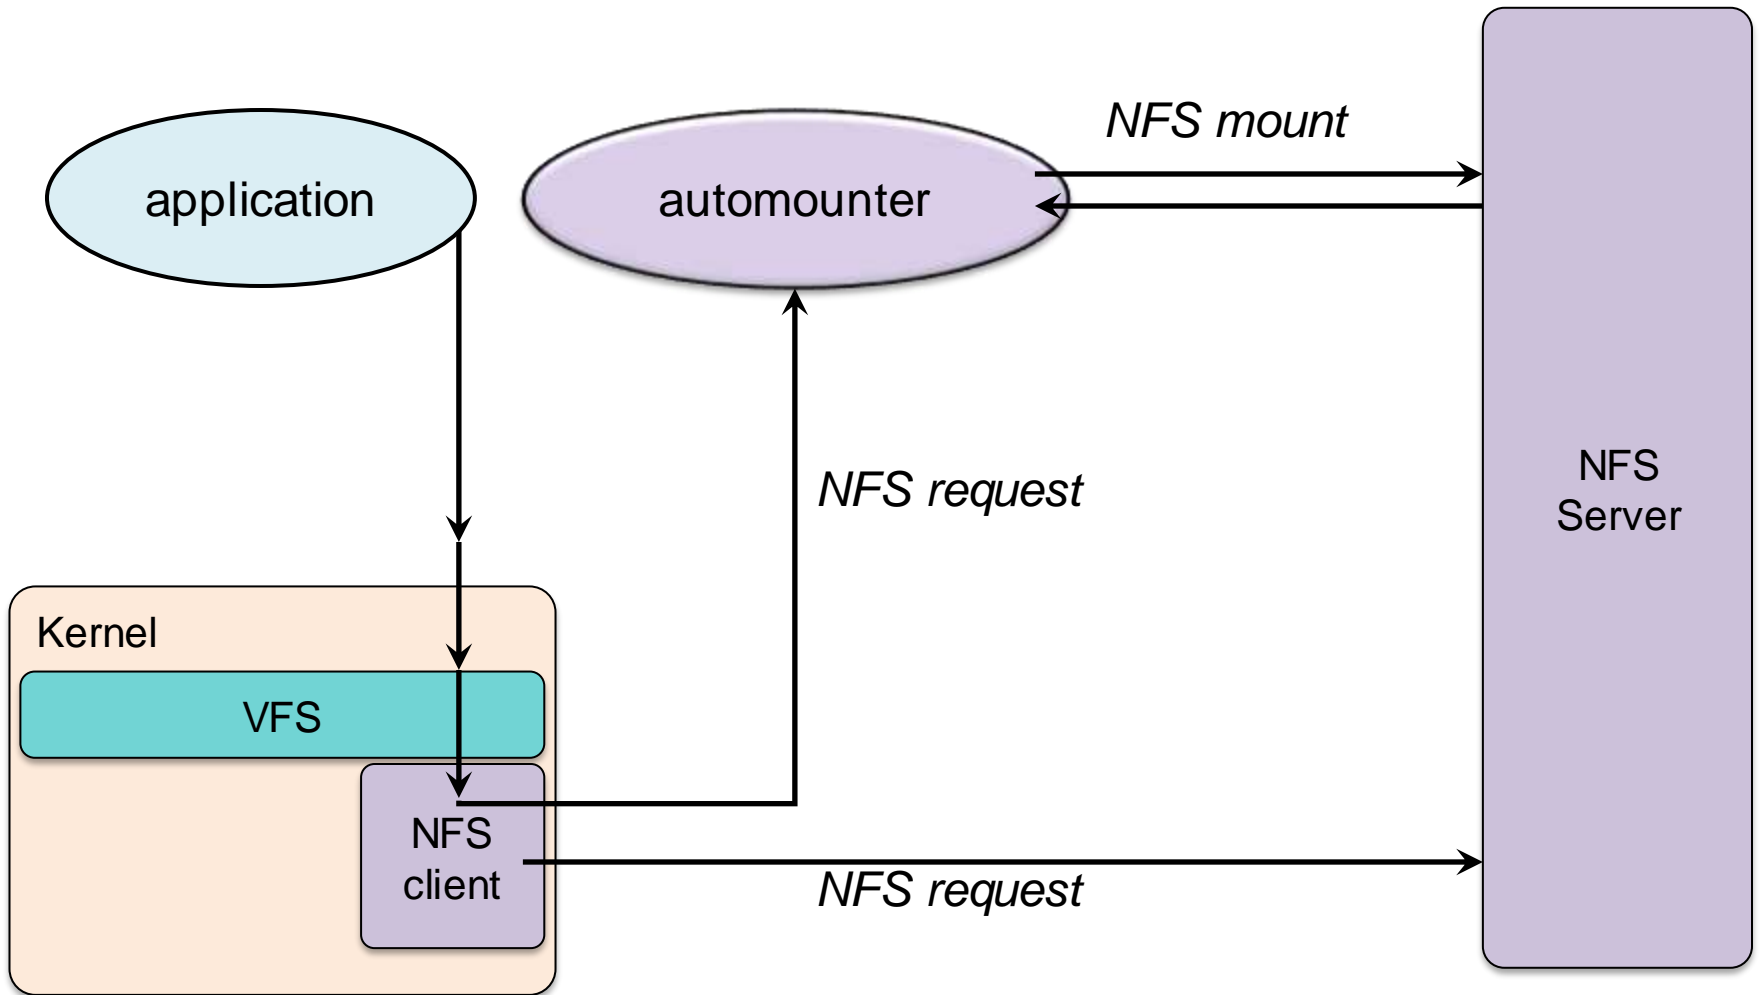 NFS mount
application
automounter
NFS request
NFS
Server
Kernel
VFS
NFS
client
NFS request